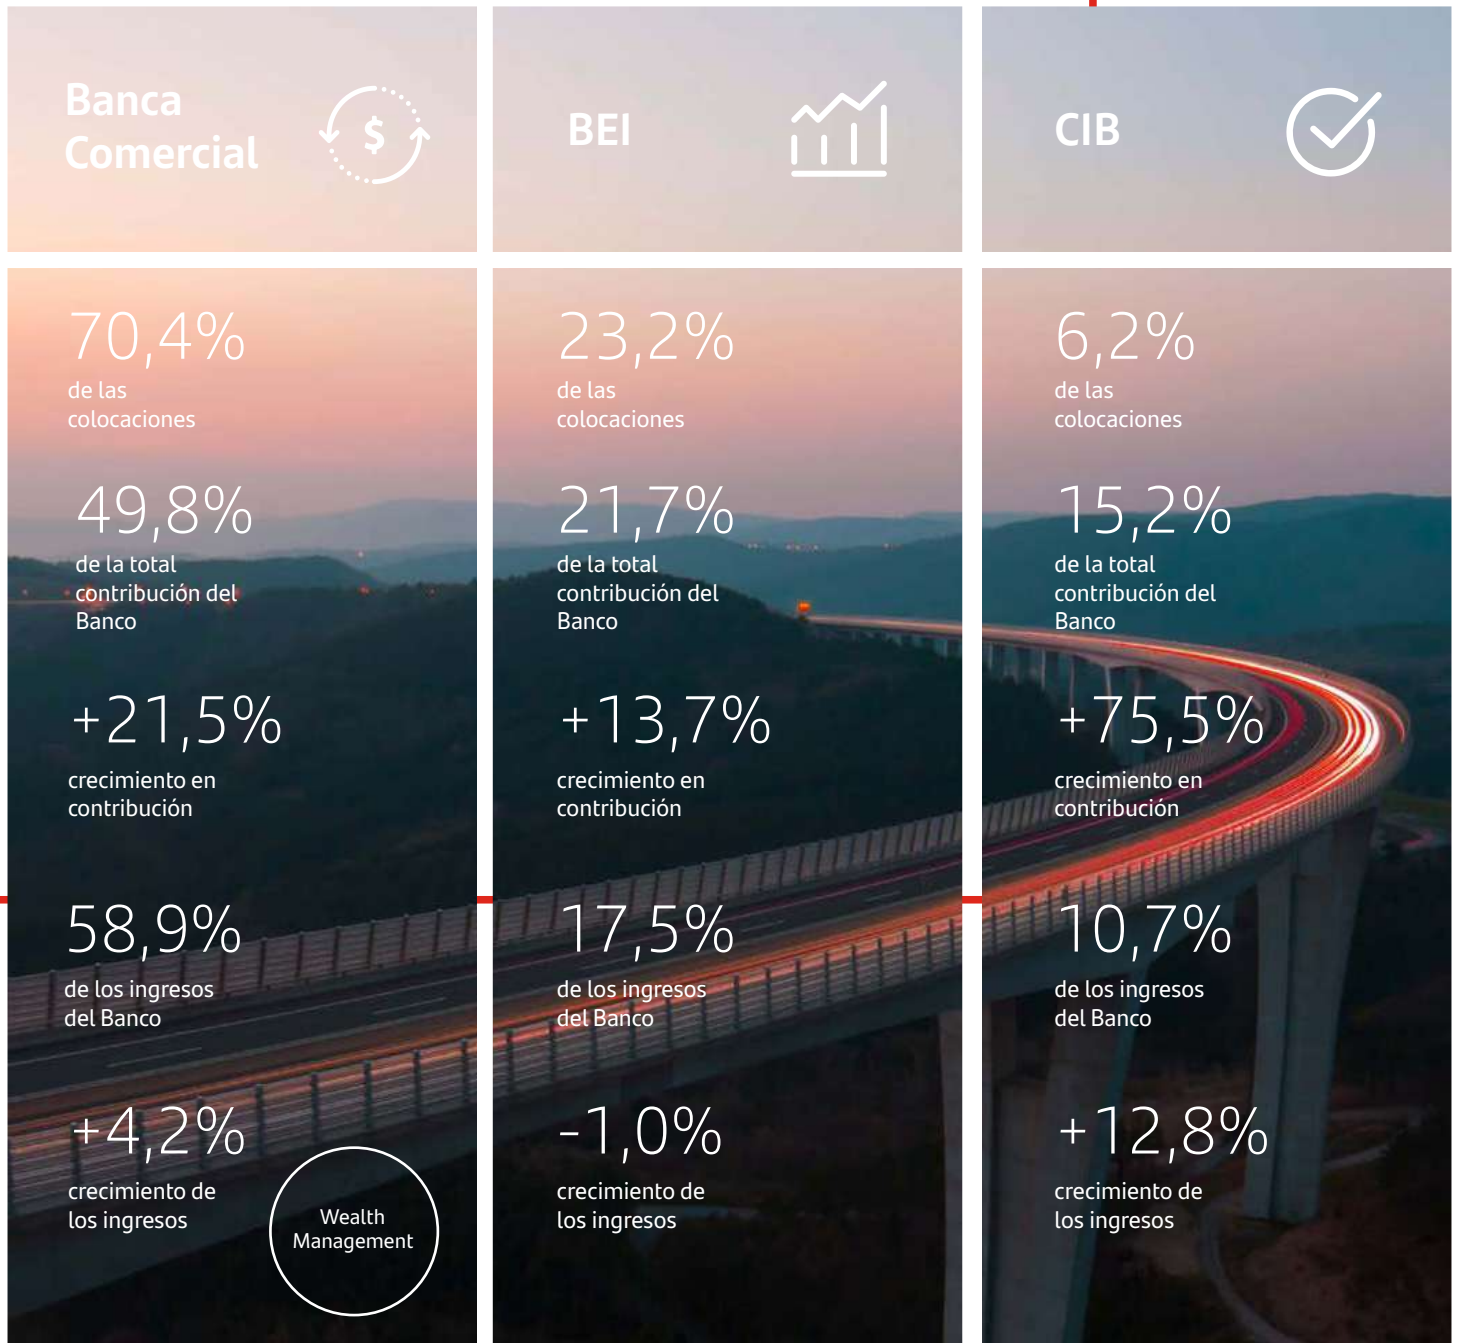 Banca
Comercial
$
70,4%
de las
colocaciones
49,8%
de la total
contribución del
Banco
+21,5%
crecimiento en
contribución
58,9%
de los ingresos
del Banco
+4,2%
crecimiento de
los ingresos
Wealth
Management
BEI
23,2%
de las
colocaciones
21,7%
de la total
contribución del
Banco
+13,7%
crecimiento en
contribución
17,5%
de los ingresos
del Banco
-1,0%
crecimiento de
los ingresos
CIB
6,2%
de las
colocaciones
15,2%
de la total
contribución del
Banco
+75,5%
crecimiento en
contribución
10,7%
de los ingresos
del Banco
+12,8%
crecimiento de
los ingresos